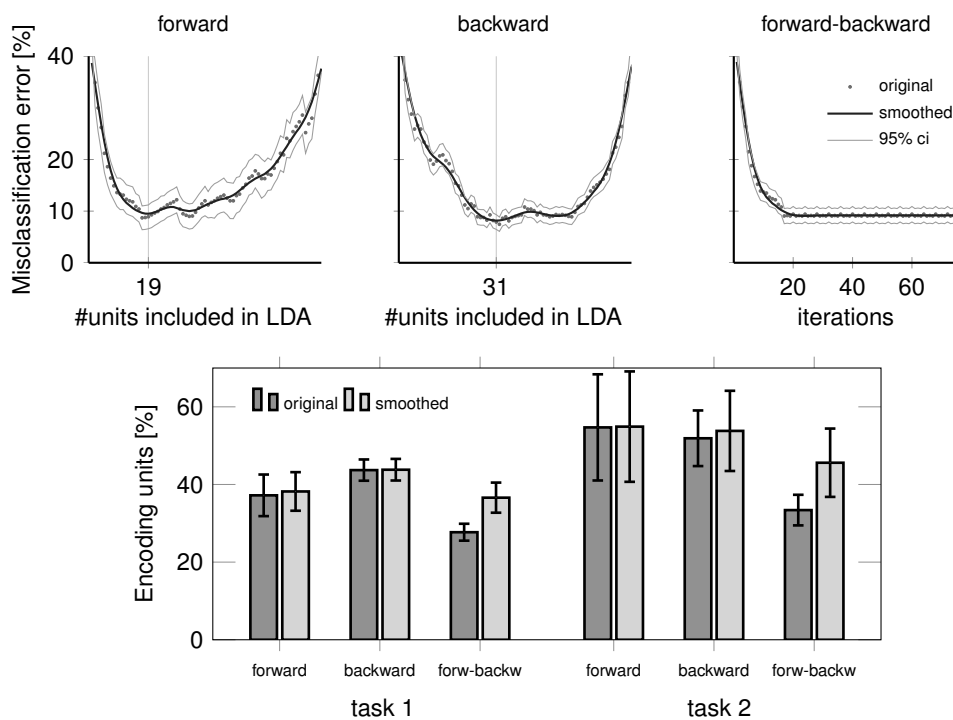 forward backward forward-backward
Misclassification error [%]
40
20
10
0
original
smoothed
95% ci
19 31 20 40 60
#units included in LDA #units included in LDA iterations
Encoding units [%]
60
40
20
0
original smoothed
forward backward forw-backw forward backward forw-backw
task 1 task 2